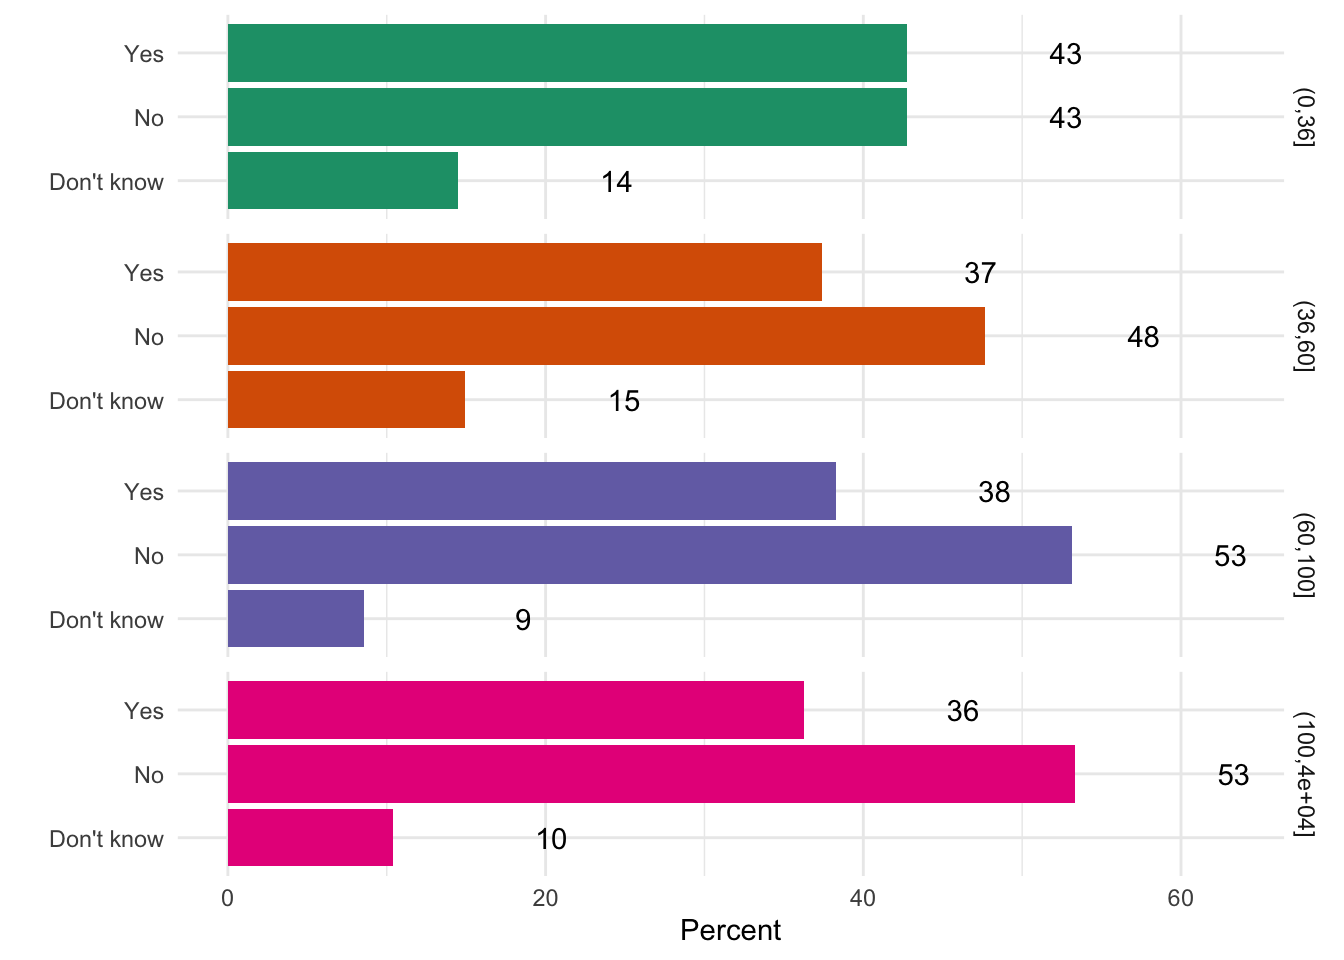 Yes 43
No 43
Don't know 14
(0,36]
Yes 37
No 48
Don't know 15
(36,60]
Yes 38
No 53
Don't know 9
(60,100]
Yes 36
No 53
Don't know 10
(100,4e+04]
0 20 40 60
Percent